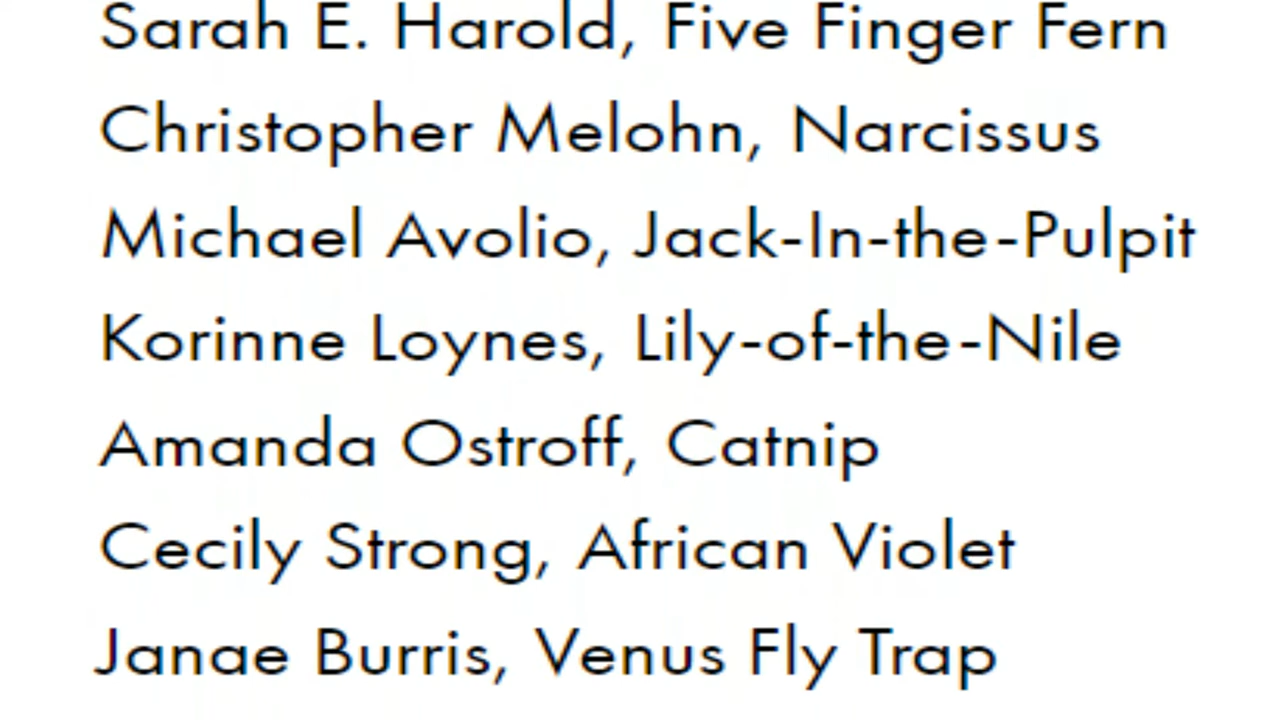 Sarah E. Harold, Five Finger Fern
Christopher Melohn, Narcissus
Michael Avolio, Jack-In-the-Pulpit
Korinne Loynes, Lily-of-the-Nile
Amanda Ostroff, Catnip
Cecily Strong, African Violet
Janae Burris, Venus Fly Trap